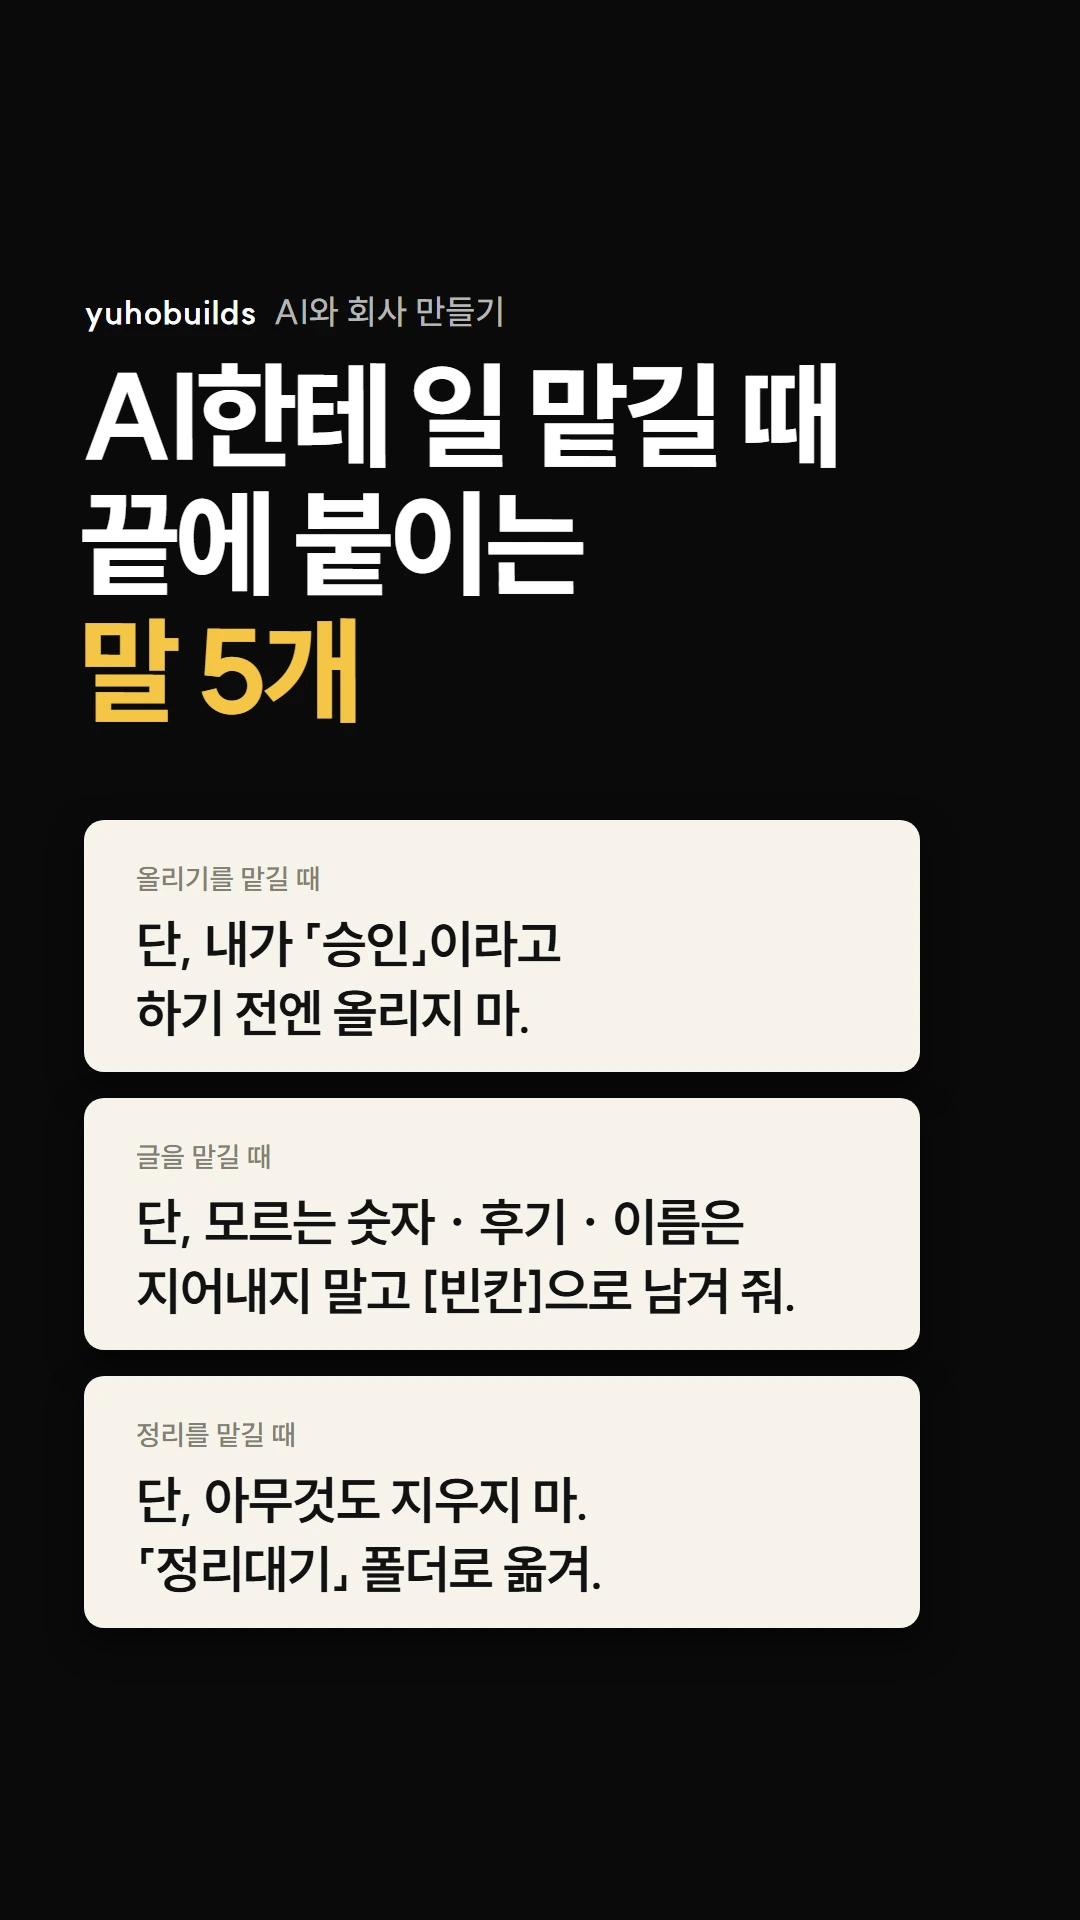 yuhobuilds AI와 회사 만들기
AI한테 일 맡길 때
끝에 붙이는
말 5개
올리기를 맡길 때
단, 내가 「승인」이라고
하기 전엔 올리지 마.
글을 맡길 때
단, 모르는 숫자 · 후기 · 이름은
지어내지 말고 [빈칸]으로 남겨 줘.
정리를 맡길 때
단, 아무것도 지우지 마.
「정리대기」 폴더로 옮겨.